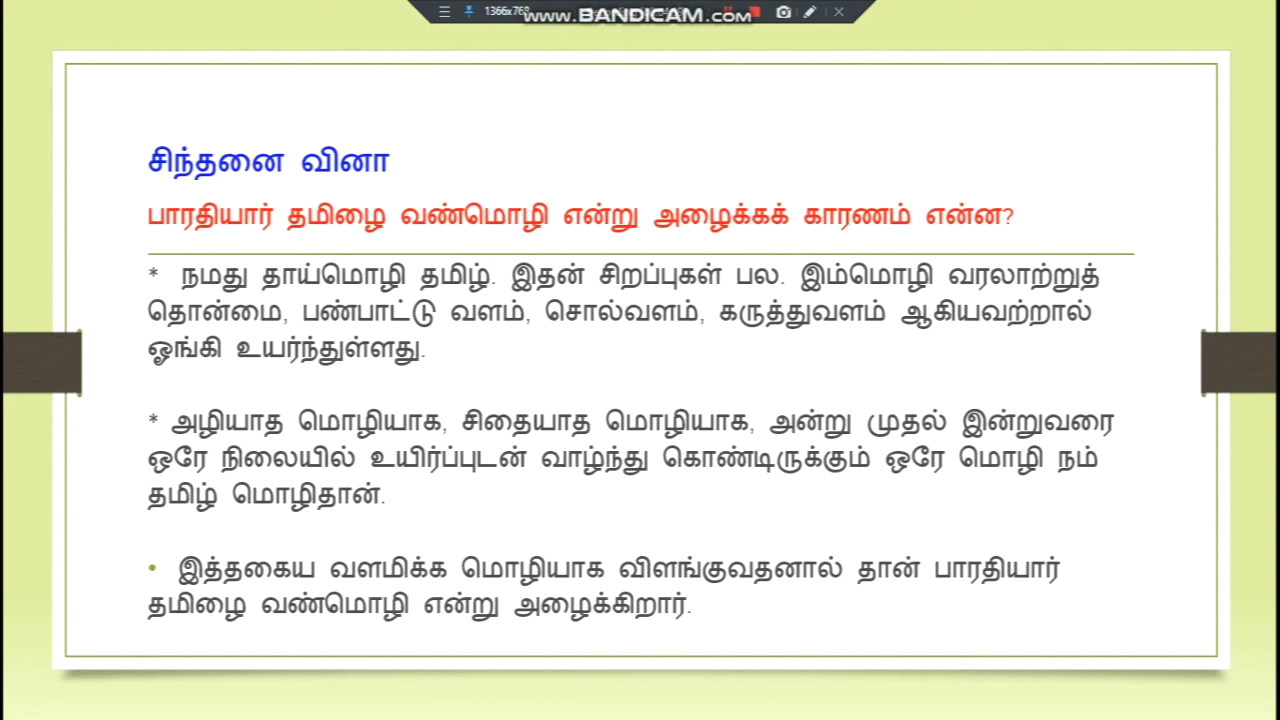 1366x768
www.BANDICAM.com
சிந்தனை வினா
பாரதியார் தமிழை வண்மொழி என்று அழைக்கக் காரணம் என்ன?
* நமது தாய்மொழி தமிழ். இதன் சிறப்புகள் பல. இம்மொழி வரலாற்றுத்
தொன்மை, பண்பாட்டு வளம், சொல்வளம், கருத்துவளம் ஆகியவற்றால்
ஓங்கி உயர்ந்துள்ளது.
* அழியாத மொழியாக, சிதையாத மொழியாக, அன்று முதல் இன்றுவரை
ஒரே நிலையில் உயிர்ப்புடன் வாழ்ந்து கொண்டிருக்கும் ஒரே மொழி நம்
தமிழ் மொழிதான்.
• இத்தகைய வளமிக்க மொழியாக விளங்குவதனால் தான் பாரதியார்
தமிழை வண்மொழி என்று அழைக்கிறார்.